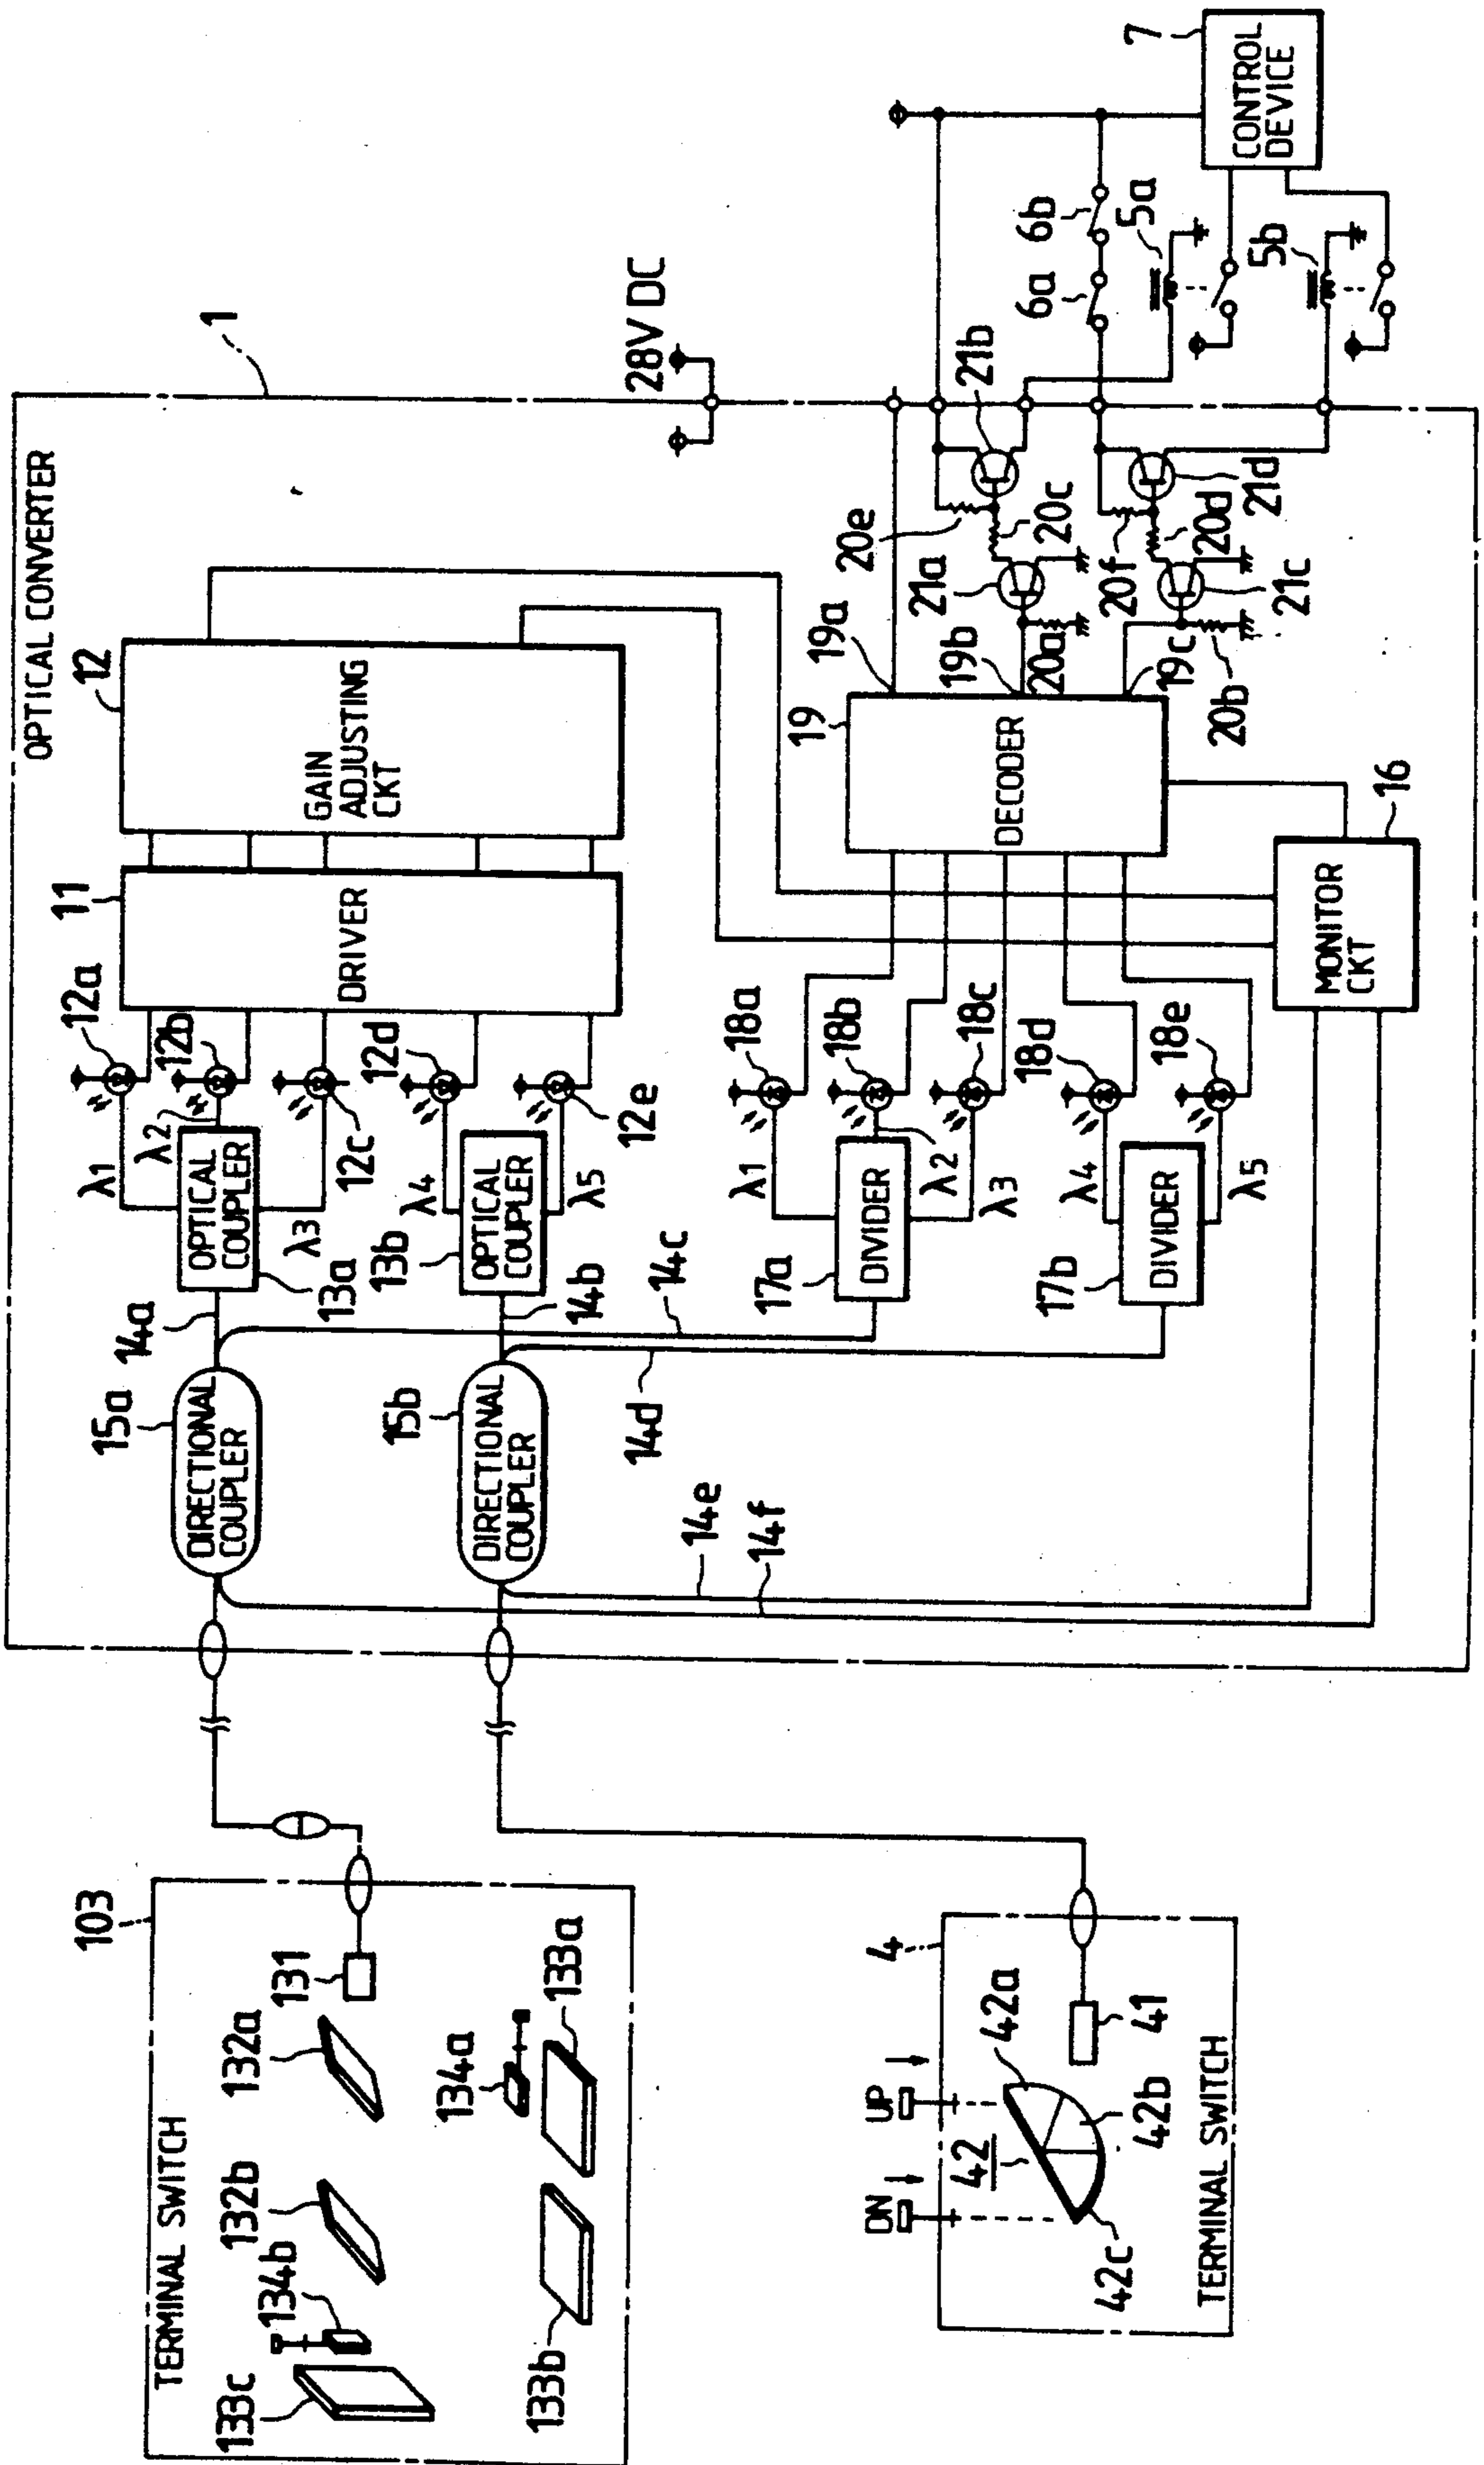 OPTICAL CONVERTER
1
28V DC
TERMINAL SWITCH
103
131
132a
132b
134b
133c
134a
133a
133b
DIRECTIONAL
COUPLER
15a
14a
OPTICAL
COUPLER
13a
λ1
λ2
λ3
12a
12b
12c
DRIVER
11
GAIN
ADJUSTING
CKT
12
DIRECTIONAL
COUPLER
15b
14b
OPTICAL
COUPLER
13b
λ4
λ5
12d
12e
14c
14d
14e
14f
DIVIDER
17a
λ1
λ2
λ3
18a
18b
18c
DIVIDER
17b
λ4
λ5
18d
18e
DECODER
19
19a
19b
19c
MONITOR
CKT
16
20a
20b
20c
20d
20e
20f
21a
21b
21c
21d
6a
6b
5a
5b
CONTROL
DEVICE
7
TERMINAL SWITCH
4
DN
UP
42
42a
42b
42c
41